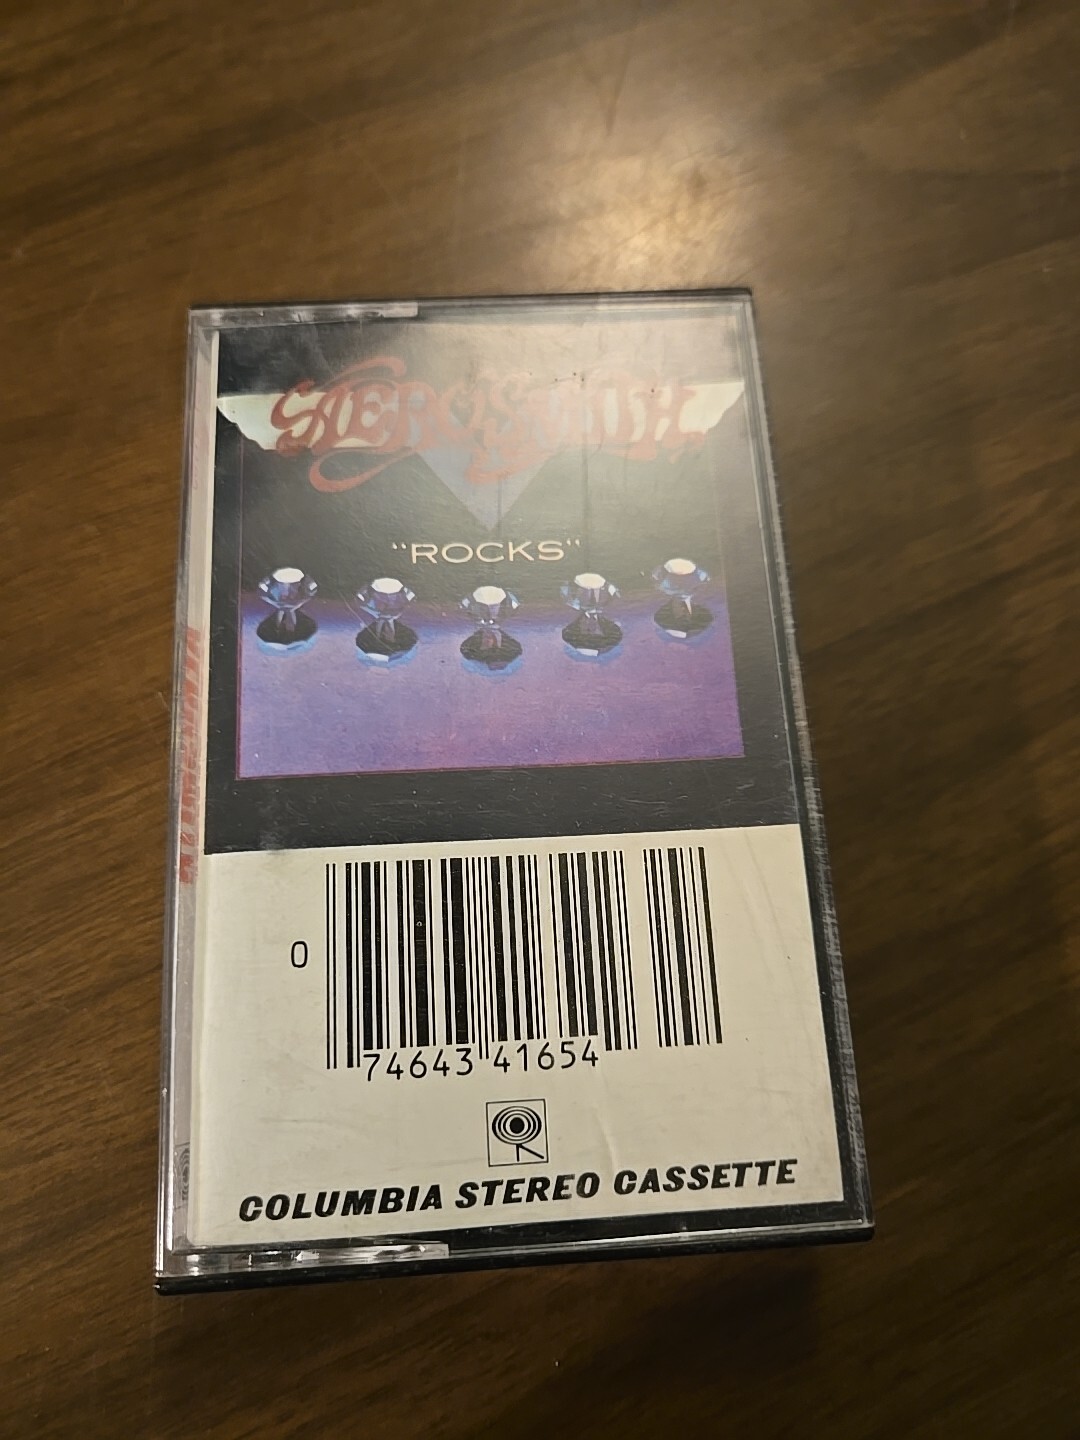 AEROSMITH
"ROCKS"
0 74643 41654
COLUMBIA STEREO CASSETTE